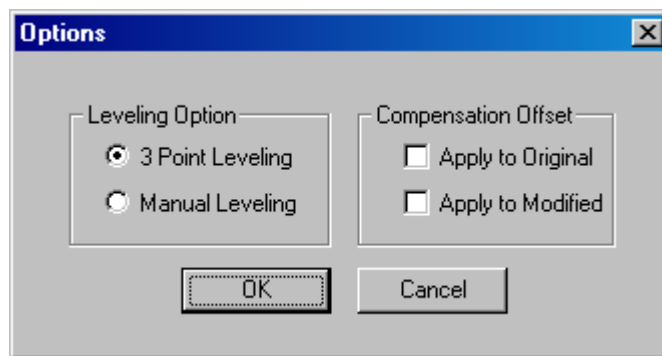 Options
Leveling Option
3 Point Leveling
Manual Leveling
Compensation Offset
Apply to Original
Apply to Modified
OK
Cancel